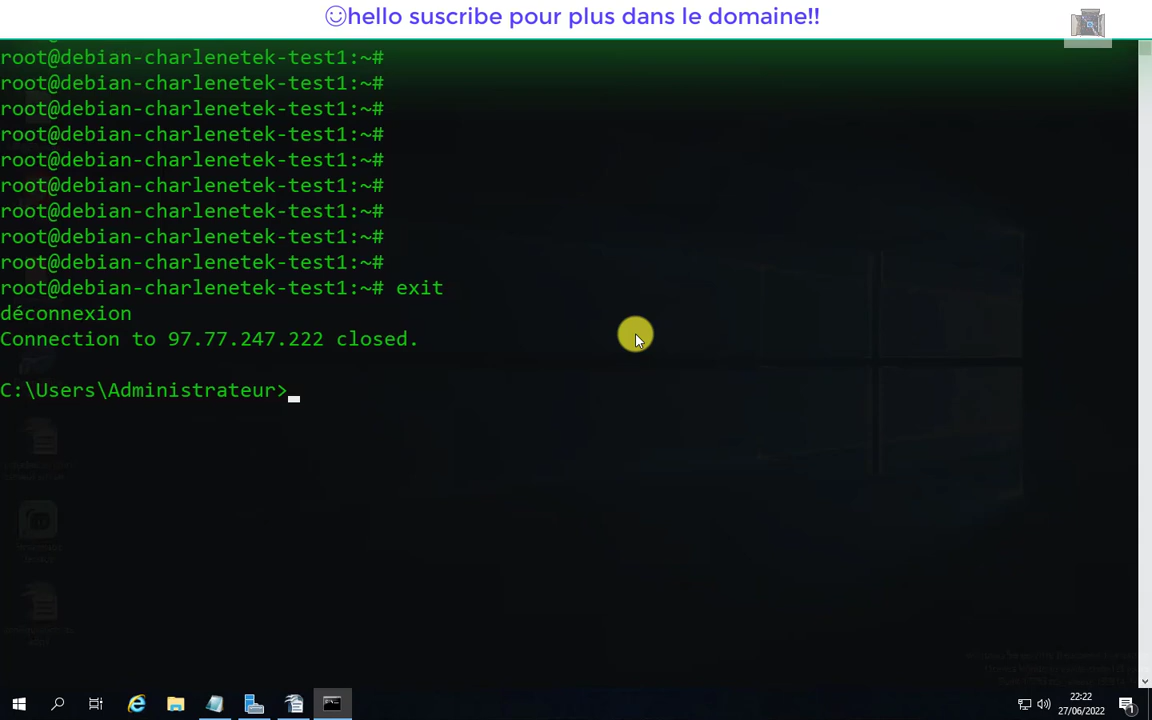 hello suscribe pour plus dans le domaine!!
root@debian-charlenetek-test1:~#
root@debian-charlenetek-test1:~#
root@debian-charlenetek-test1:~#
root@debian-charlenetek-test1:~#
root@debian-charlenetek-test1:~#
root@debian-charlenetek-test1:~#
root@debian-charlenetek-test1:~#
root@debian-charlenetek-test1:~#
root@debian-charlenetek-test1:~#
root@debian-charlenetek-test1:~# exit
déconnexion
Connection to 97.77.247.222 closed.
C:\Users\Administrateur>
22:22
27/06/2022
1